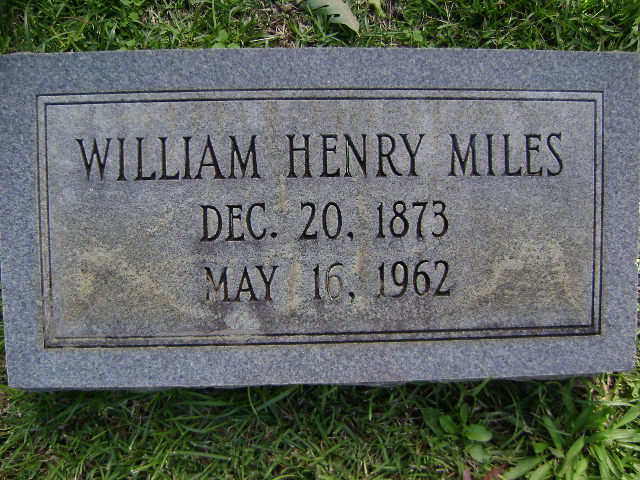 WILLIAM HENRY MILES
DEC. 20, 1873
MAY 16, 1962